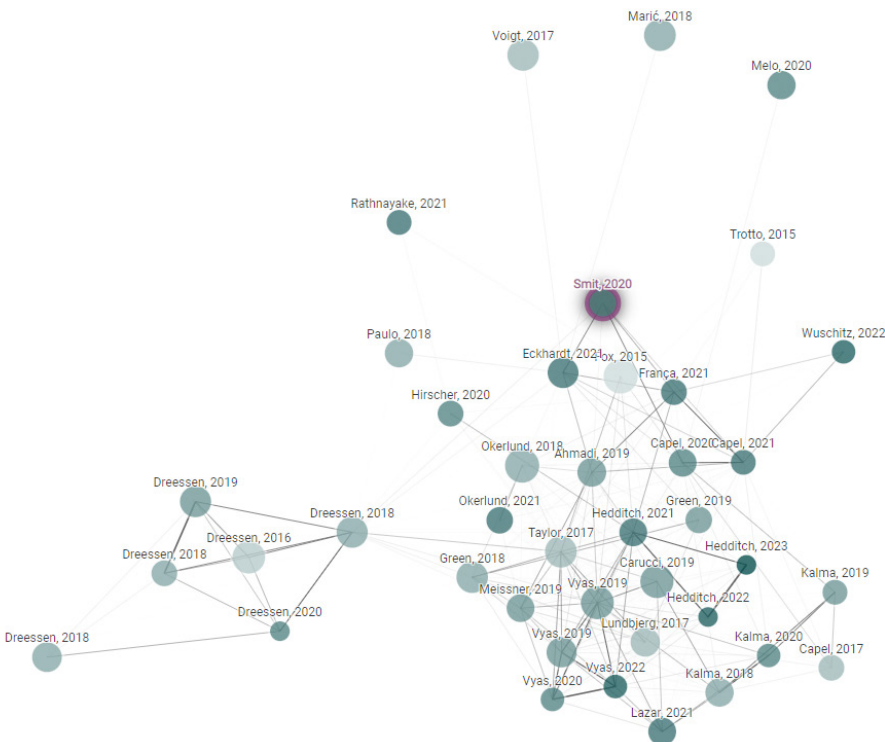 Marić, 2018
Voigt, 2017
Melo, 2020
Rathnayake, 2021
Trotto, 2015
Smit, 2020
Paulo, 2018
Wuschitz, 2022
Eckhardt, 2021
Fox, 2015
França, 2021
Hirscher, 2020
Okerlund, 2018
Ahmadi, 2019
Capel, 2020
Capel, 2021
Dreessen, 2019
Okerlund, 2021
Green, 2019
Dreessen, 2018
Hedditch, 2021
Dreessen, 2016
Taylor, 2017
Dreessen, 2018
Hedditch, 2023
Green, 2018
Carucci, 2019
Kalma, 2019
Meissner, 2019
Vyas, 2019
Hedditch, 2022
Dreessen, 2020
Lundbjerg, 2017
Dreessen, 2018
Vyas, 2019
Kalma, 2020
Capel, 2017
Vyas, 2022
Kalma, 2018
Vyas, 2020
Lazar, 2021